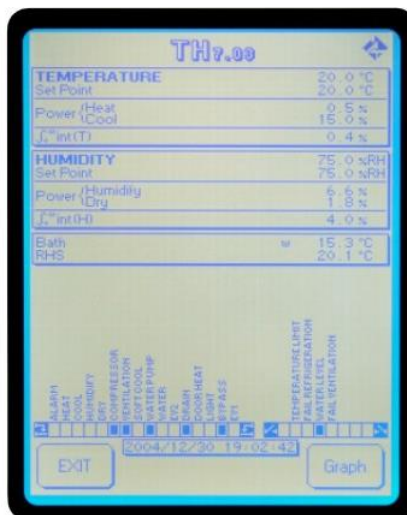 TH7.00
TEMPERATURE 20.0 °C
Set Point 20.0 °C
Power {Heat 0.5 %
{Cool 15.0 %
int(T) 0.4 %
HUMIDITY 75.0 %RH
Set Point 75.0 %RH
Power {Humidify 6.6 %
{Dry 1.8 %
int(H) 4.0 %
Bath 15.3 °C
RHS 20.1 °C
ALARM
HEAT
COOL
HUMIDIFY
DRY
COMPRESSOR
VENTILATION
SOFT COOL
WATER PUMP
WATER
EV2
DRAIN
DOOR HEAT
LIGHT
BYPASS
EV1
TEMPERATURE LIMIT
FAIL REFRIGERATION
WATER LEVEL
FAIL VENTILATION
2004/12/30 19:02:42
EXIT
Graph